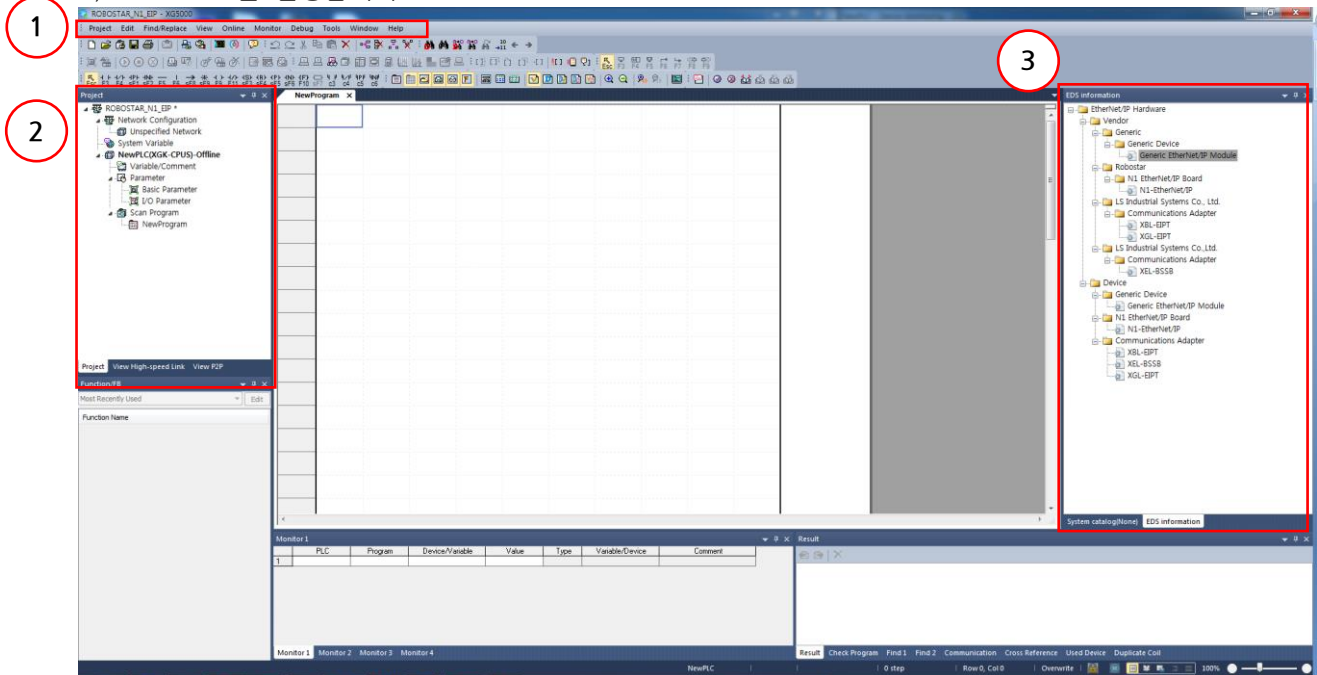 1
ROBOSTAR_N1_EIP - XG5000
Project Edit Find/Replace View Online Monitor Debug Tools Window Help
2
3
Project
ROBOSTAR_N1_EIP *
Network Configuration
Unspecified Network
System Variable
NewPLC(XGK-CPUS)-Offline
Variable/Comment
Parameter
Basic Parameter
I/O Parameter
Scan Program
NewProgram
Project View High-speed Link View P2P
Function/FB
Most Recently Used Edit
Function Name
NewProgram
EDS information
EtherNet/IP Hardware
Vendor
Generic
Generic Device
Generic EtherNet/IP Module
Robostar
N1 EtherNet/IP Board
N1-EtherNet/IP
LS Industrial Systems Co., Ltd.
Communications Adapter
XBL-EIPT
XGL-EIPT
LS Industrial Systems Co.,Ltd.
Communications Adapter
XEL-BSSB
Device
Generic Device
Generic EtherNet/IP Module
N1 EtherNet/IP Board
N1-EtherNet/IP
Communications Adapter
XBL-EIPT
XEL-BSSB
XGL-EIPT
System catalog(None) EDS information
Monitor 1
PLC Program Device/Variable Value Type Variable/Device Comment
1
Monitor 1 Monitor 2 Monitor 3 Monitor 4
Result
Result Check Program Find 1 Find 2 Communication Cross Reference Used Device Duplicate Coil
NewPLC 0 step Row 0, Col 0 Overwrite 100%